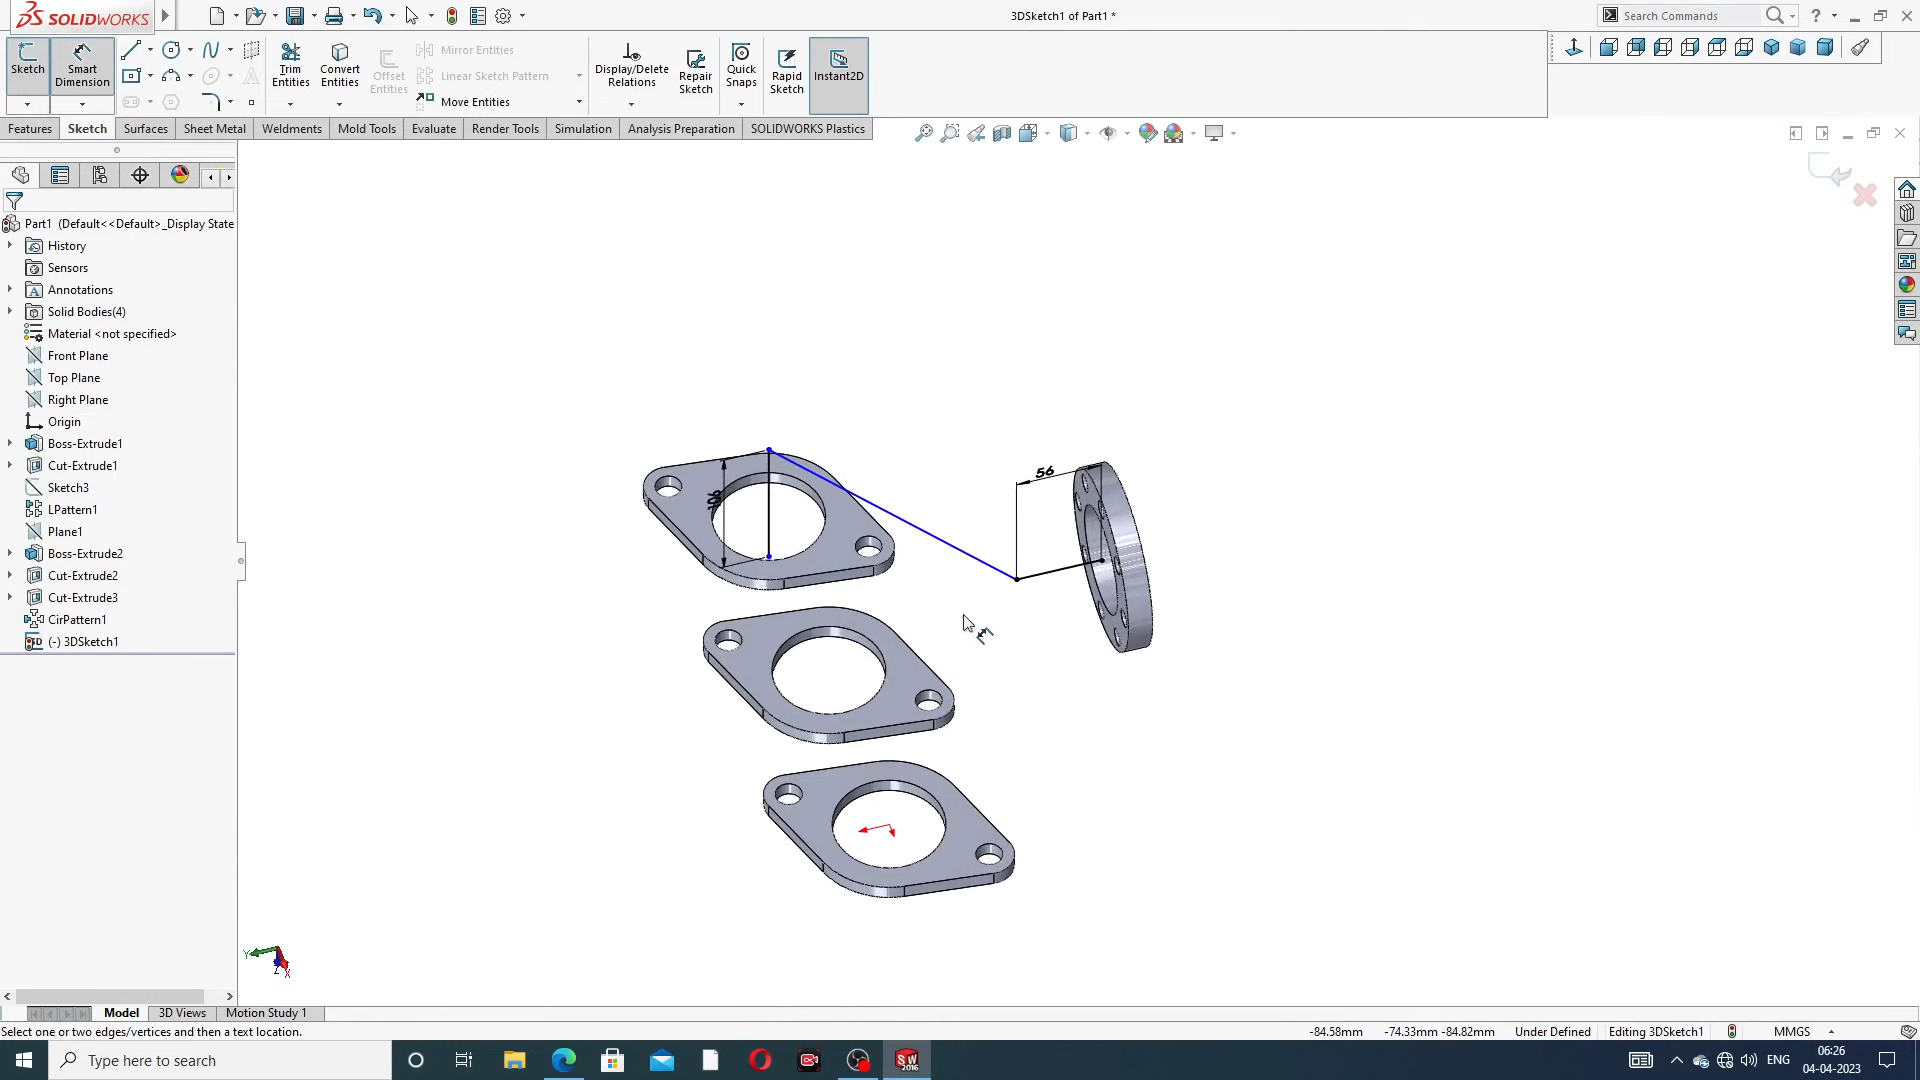 SOLIDWORKS
3DSketch1 of Part1 *
Search Commands
Sketch
Smart Dimension
Trim Entities
Convert Entities
Offset Entities
Mirror Entities
Linear Sketch Pattern
Move Entities
Display/Delete Relations
Repair Sketch
Quick Snaps
Rapid Sketch
Instant2D
Features
Sketch
Surfaces
Sheet Metal
Weldments
Mold Tools
Evaluate
Render Tools
Simulation
Analysis Preparation
SOLIDWORKS Plastics
Part1 (Default<<Default>_Display State
History
Sensors
Annotations
Solid Bodies(4)
Material <not specified>
Front Plane
Top Plane
Right Plane
Origin
Boss-Extrude1
Cut-Extrude1
Sketch3
LPattern1
Plane1
Boss-Extrude2
Cut-Extrude2
Cut-Extrude3
CirPattern1
(-) 3DSketch1
106
56
Y
Z
X
Model
3D Views
Motion Study 1
Select one or two edges/vertices and then a text location.
-84.58mm
-74.33mm -84.82mm
Under Defined
Editing 3DSketch1
MMGS
Type here to search
SW
2016
ENG
06:26
04-04-2023